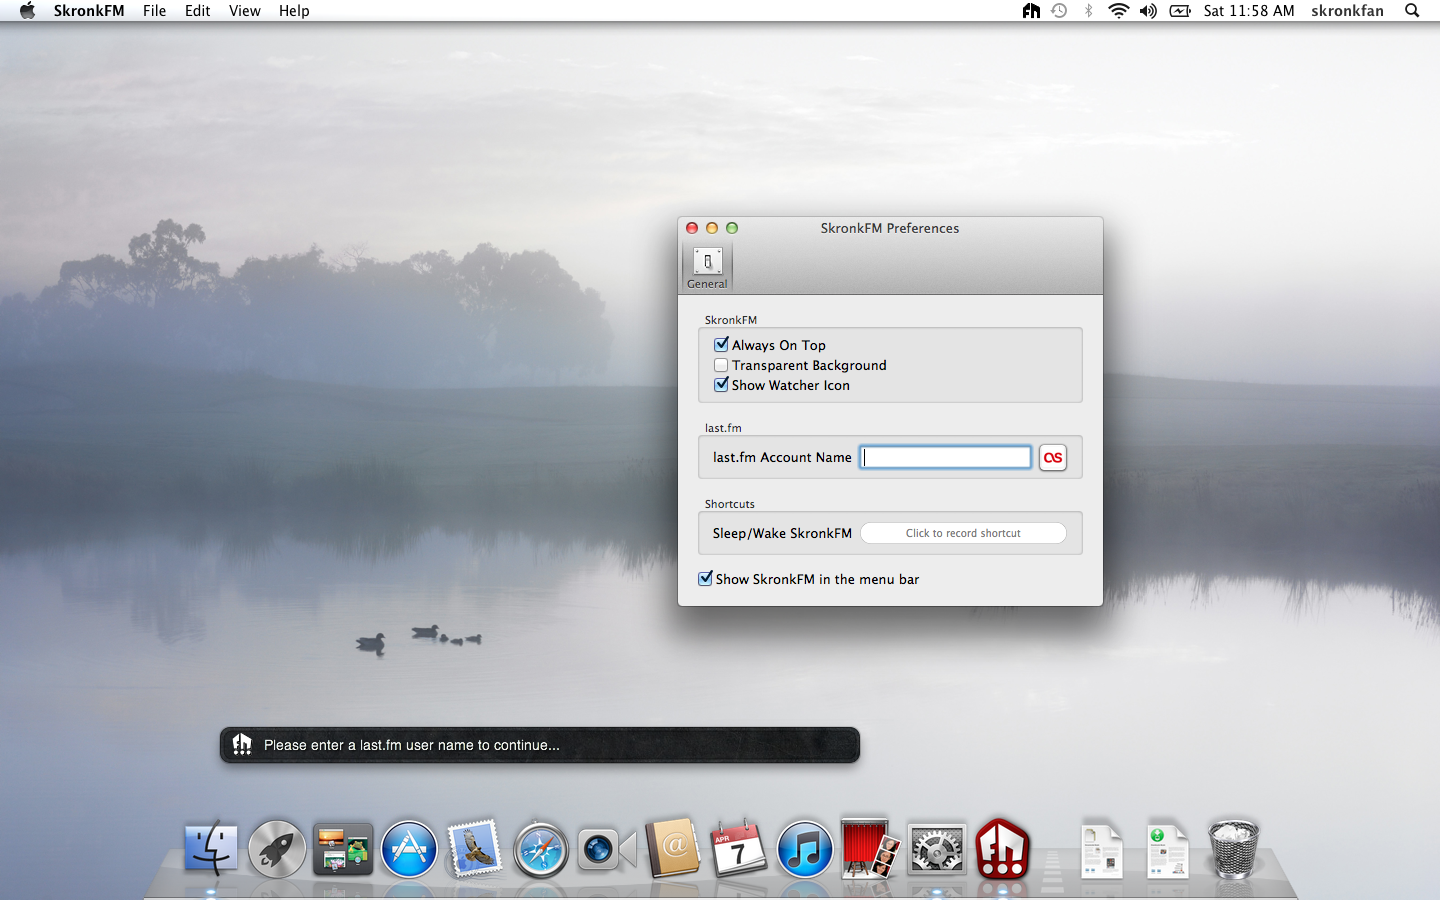 SkronkFM File Edit View Help Sat 11:58 AM skronkfan
SkronkFM Preferences
General
SkronkFM
Always On Top
Transparent Background
Show Watcher Icon
last.fm
last.fm Account Name
Shortcuts
Sleep/Wake SkronkFM Click to record shortcut
Show SkronkFM in the menu bar
Please enter a last.fm user name to continue...
APR
7